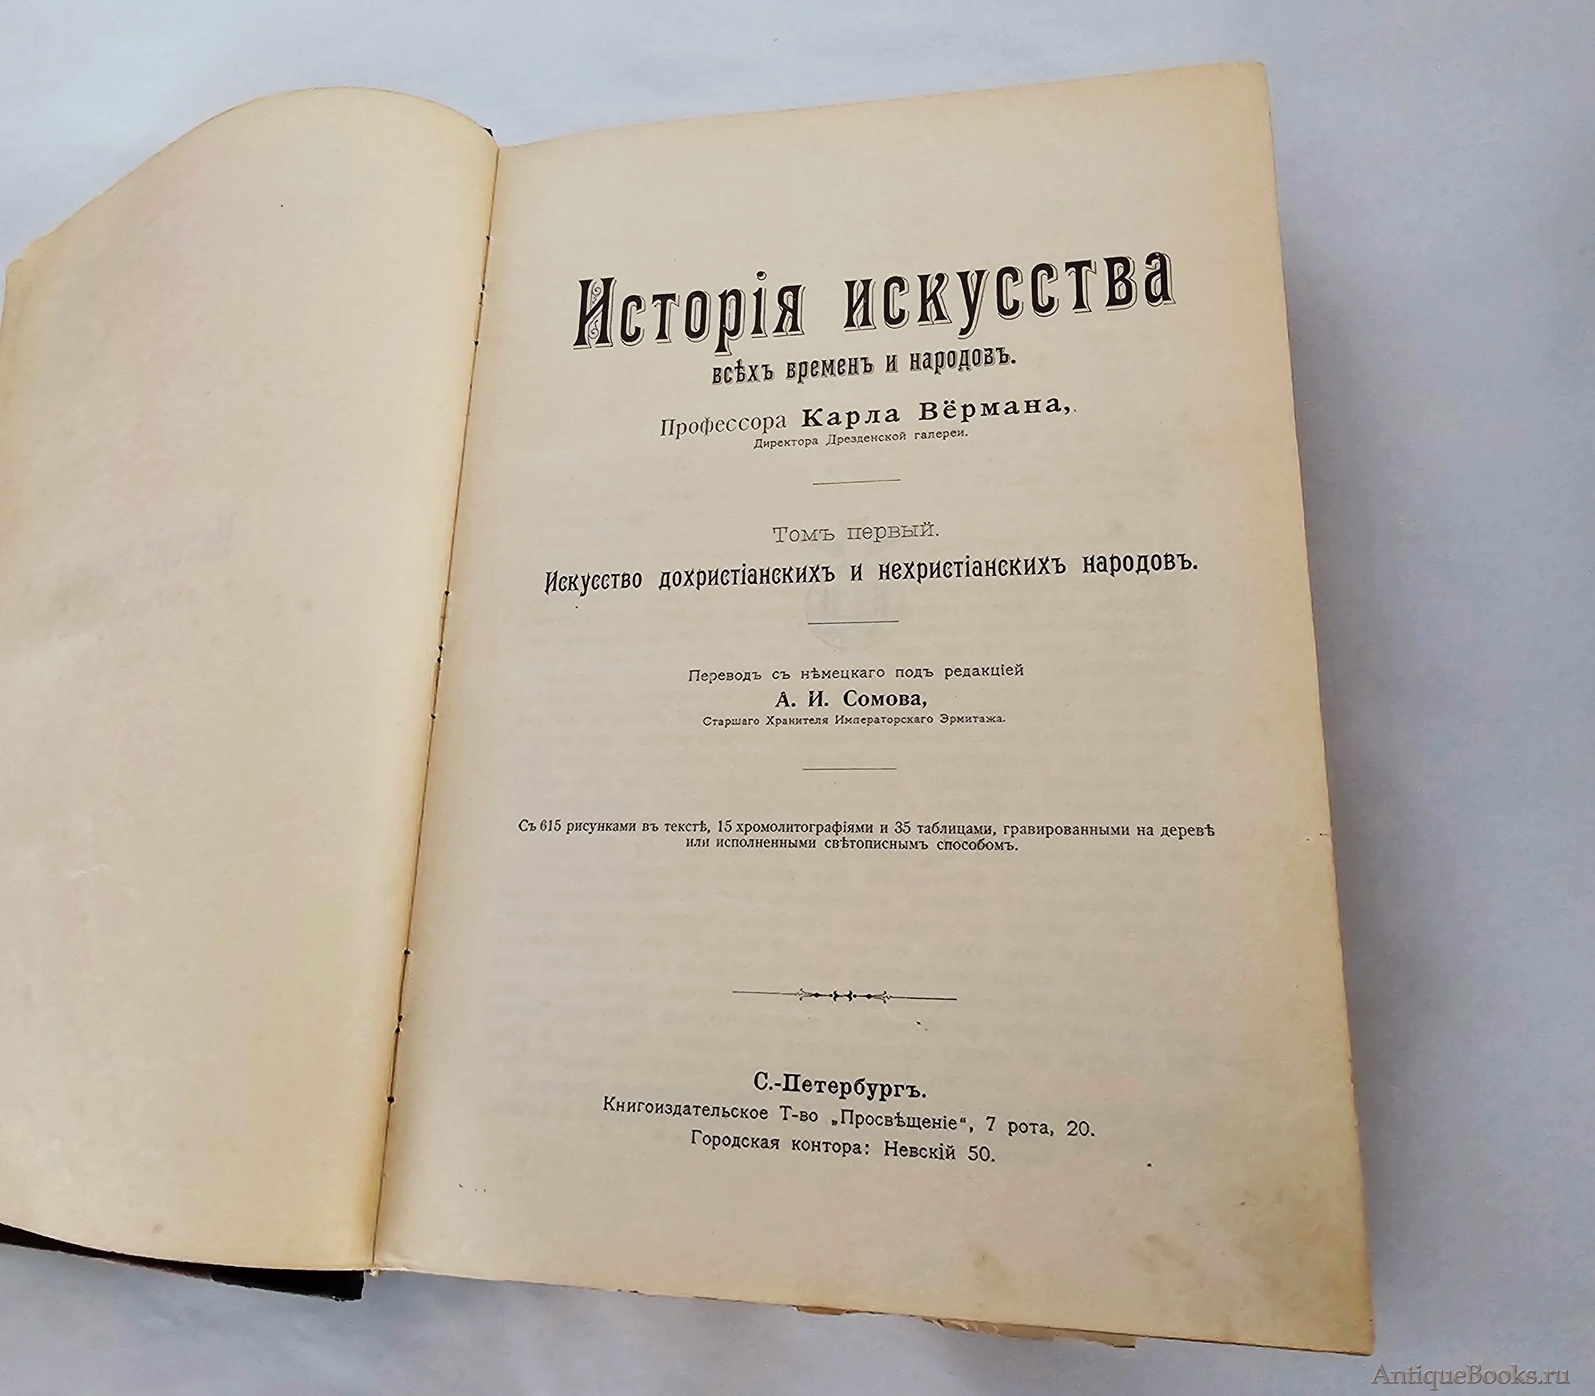 Исторія искусства
всѣхъ временъ и народовъ.
Профессора Карла Вёрмана,
Директора Дрезденской галереи.
Томъ первый.
Искусство дохристіанскихъ и нехристіанскихъ народовъ.
Переводъ съ нѣмецкаго подъ редакціей
А. И. Сомова,
Старшаго Хранителя Императорскаго Эрмитажа.
Съ 615 рисунками въ текстѣ, 15 хромолитографіями и 35 таблицами, гравированными на деревѣ
или исполненными свѣтописнымъ способомъ.
С.-Петербургъ.
Книгоиздательское Т-во „Просвѣщеніе“, 7 рота, 20.
Городская контора: Невскій 50.
AntiqueBooks.ru